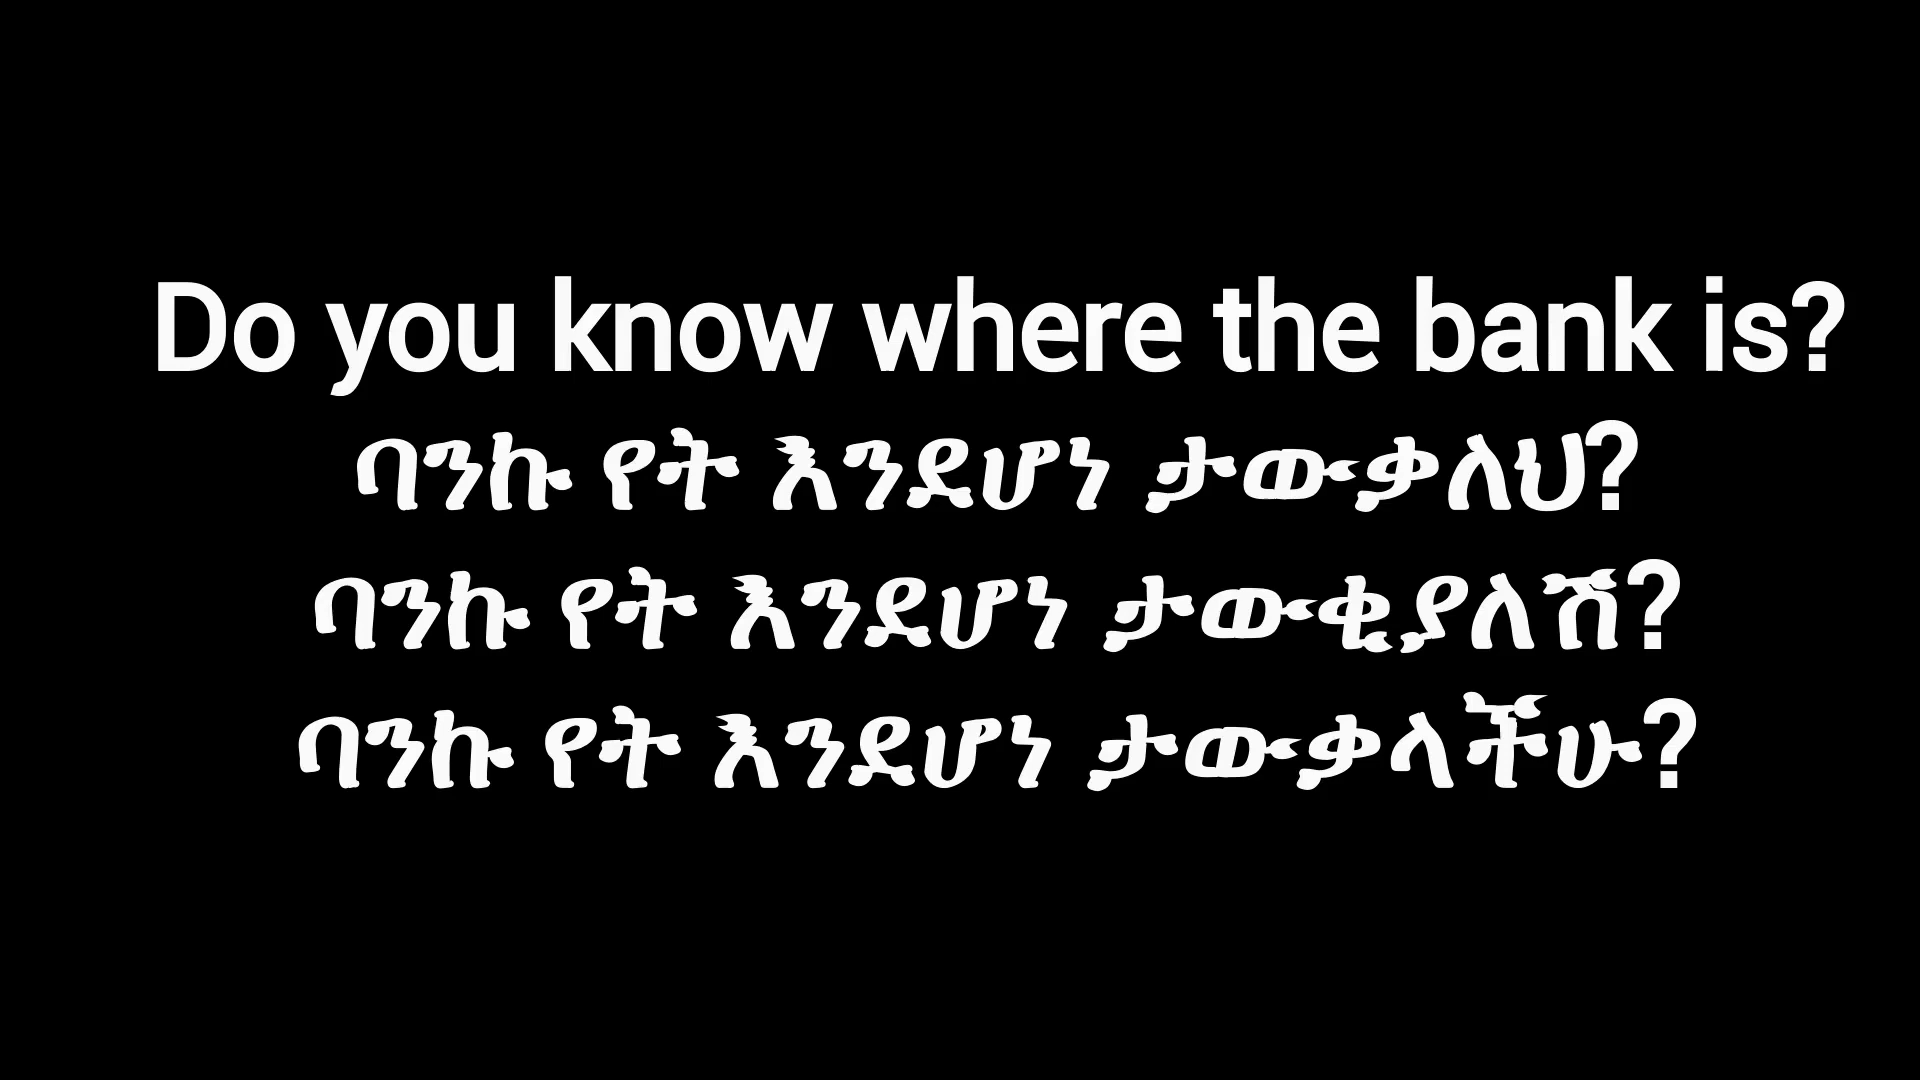 Do you know where the bank is?
ባንኩ የት እንደሆነ ታውቃለህ?
ባንኩ የት እንደሆነ ታውቂያለሽ?
ባንኩ የት እንደሆነ ታውቃላችሁ?